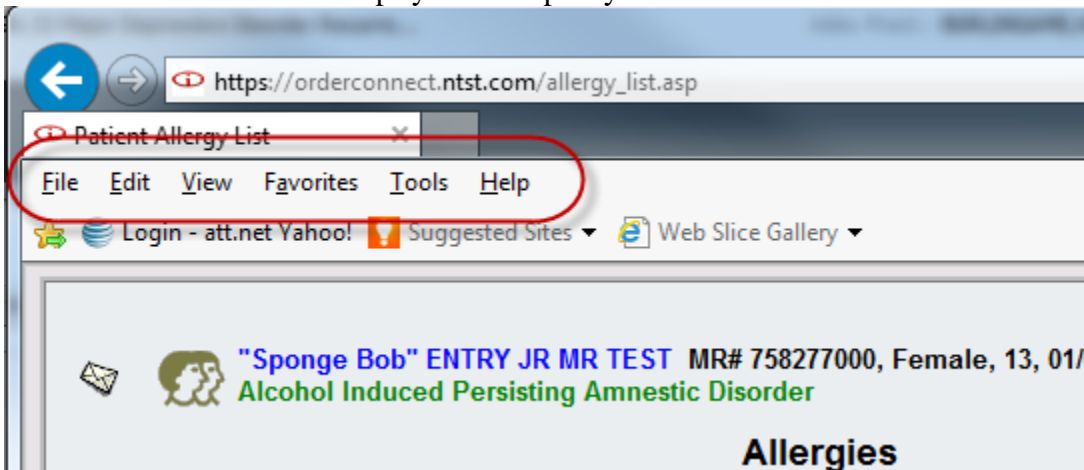 https://orderconnect.ntst.com/allergy_list.asp
Patient Allergy List
File Edit View Favorites Tools Help
Login - att.net Yahoo! Suggested Sites Web Slice Gallery
"Sponge Bob" ENTRY JR MR TEST MR# 758277000, Female, 13, 01/
Alcohol Induced Persisting Amnestic Disorder
Allergies